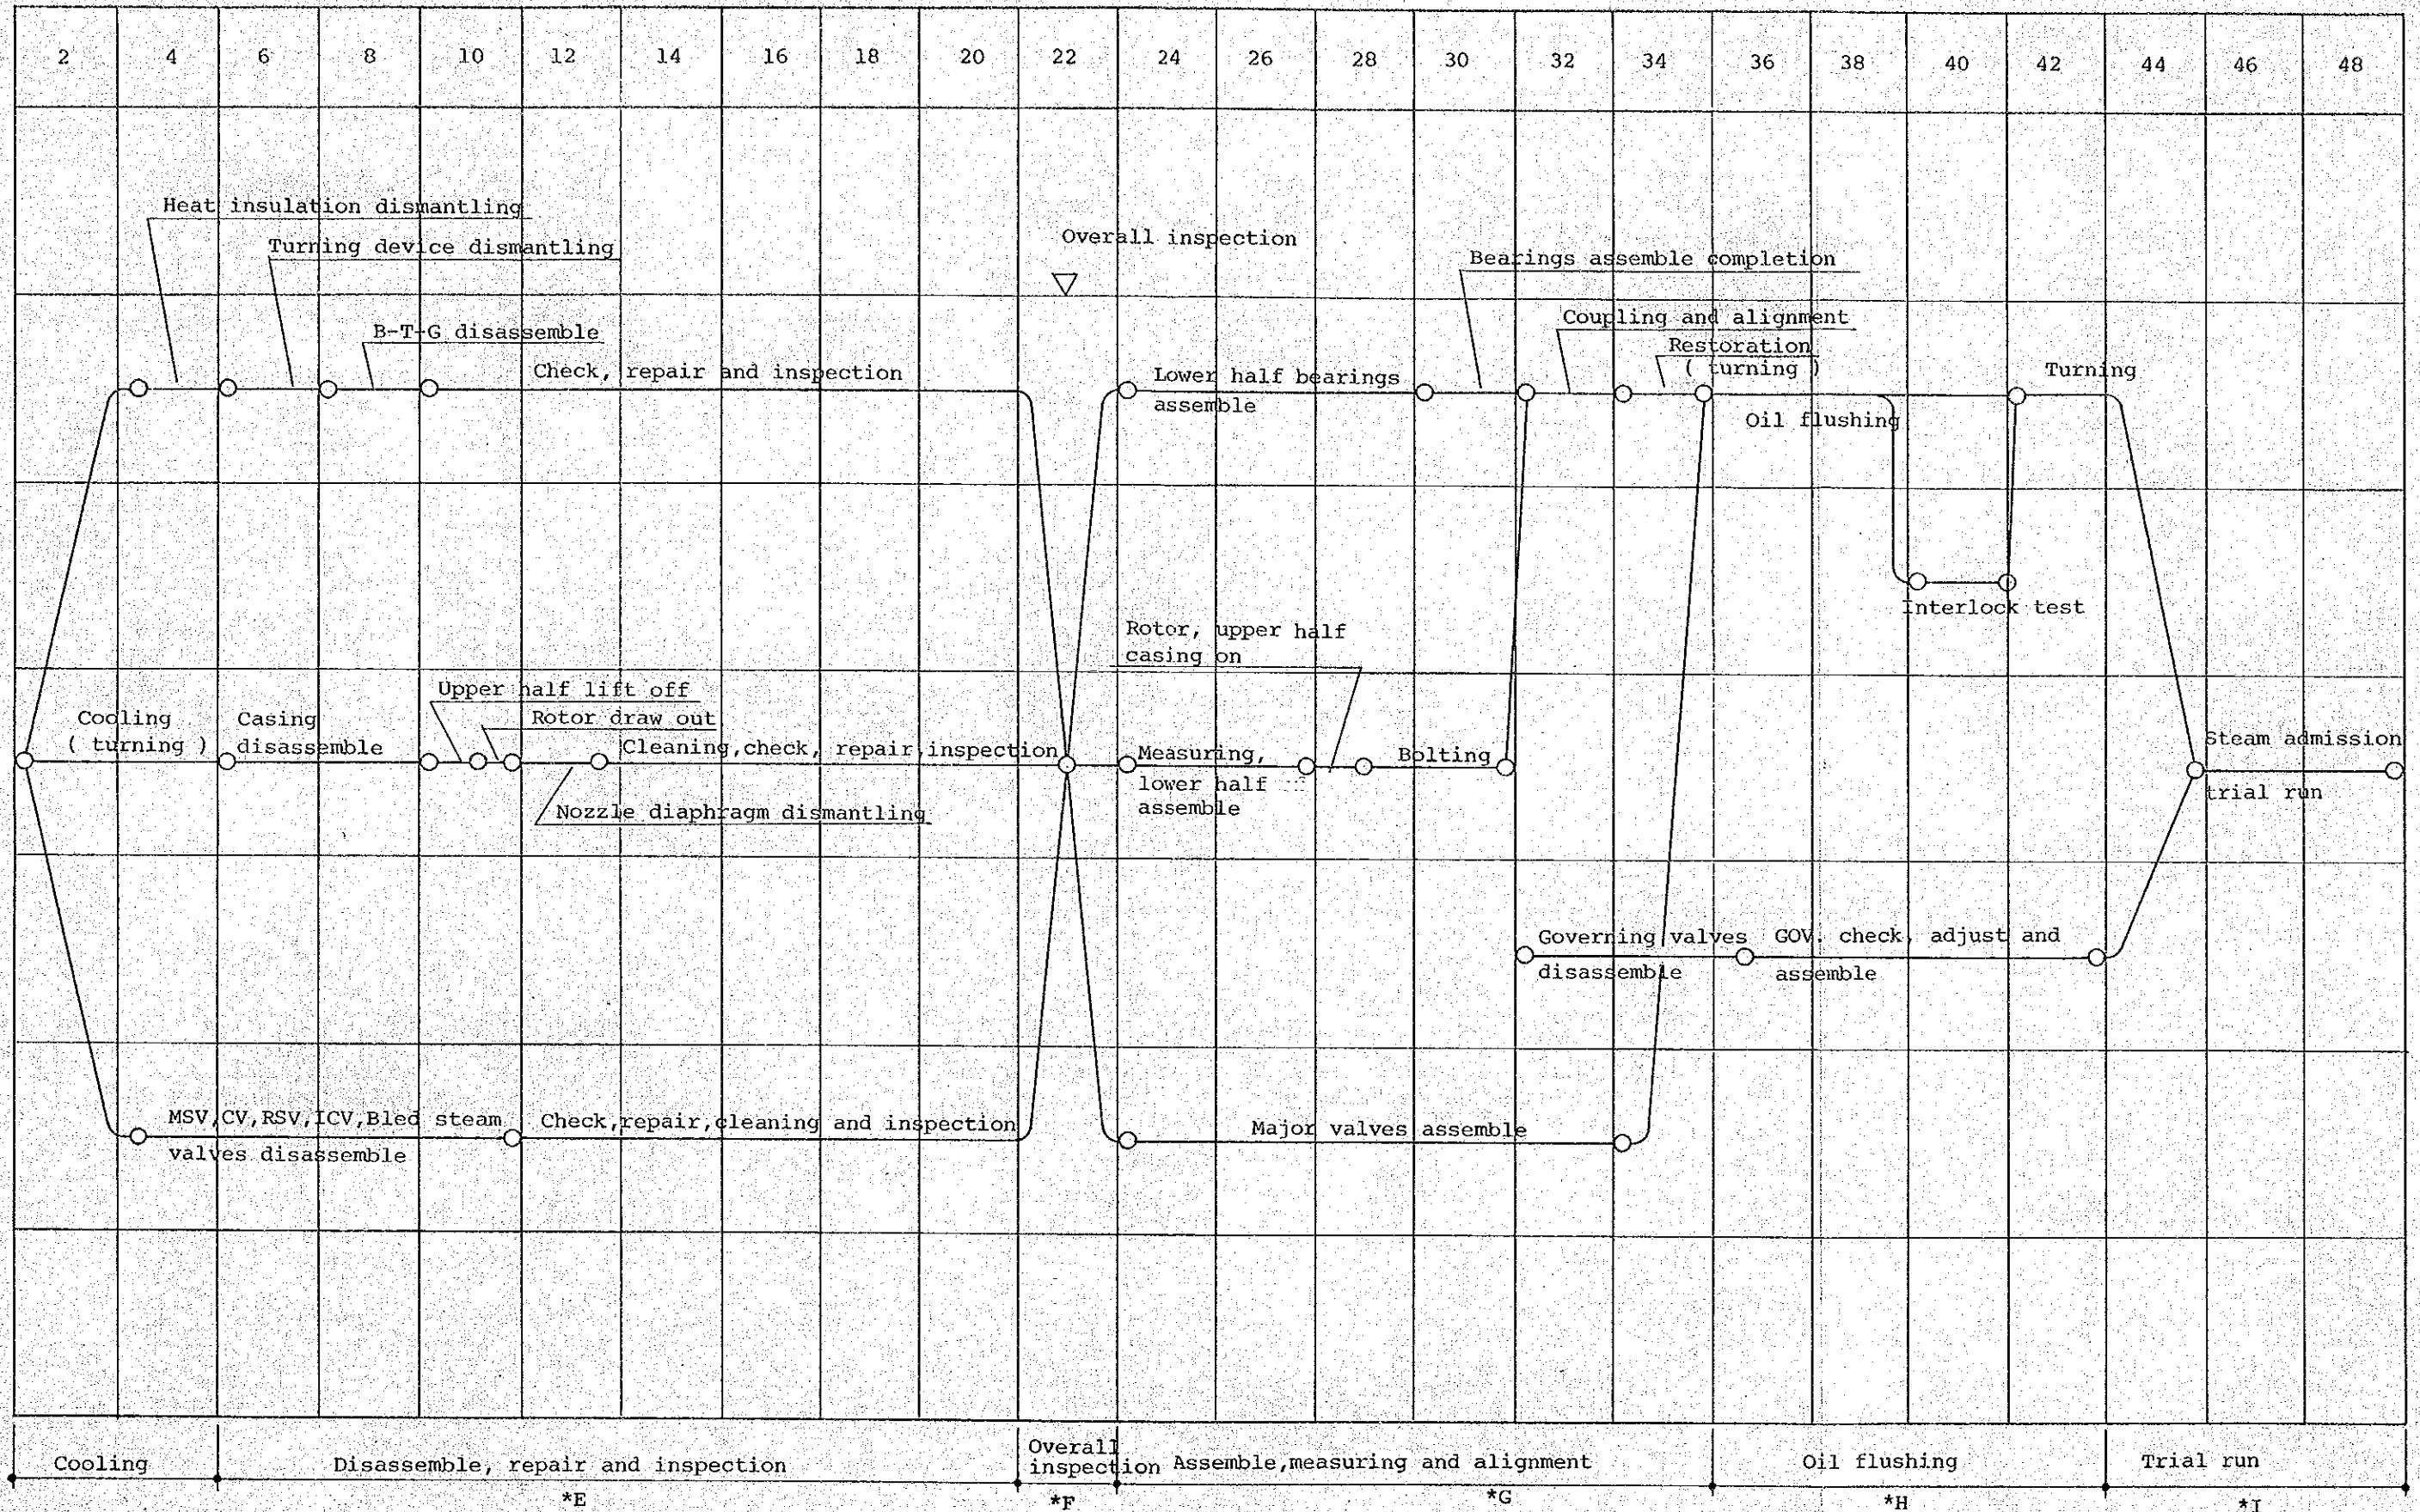 2 4 6 8 10 12 14 16 18 20 22 24 26 28 30 32 34 36 38 40 42 44 46 48
Heat insulation dismantling
Turning device dismantling
Overall inspection
Bearings assemble completion
B-T-G disassemble
Coupling and alignment
Restoration
( turning )
Check, repair and inspection
Lower half bearings
assemble
Turning
Oil flushing
Interlock test
Rotor, upper half
casing on
Upper half lift off
Rotor draw out
Cooling
( turning )
Casing
disassemble
Cleaning,check, repair,inspection
Measuring,
lower half
assemble
Bolting
Steam admission
trial run
Nozzle diaphragm dismantling
Governing valves
disassemble
GOV. check, adjust and
assemble
MSV,CV,RSV,ICV,Bled steam
valves disassemble
Check,repair,cleaning and inspection
Major valves assemble
Cooling
Disassemble, repair and inspection
Overall
inspection
Assemble,measuring and alignment
Oil flushing
Trial run
*E *F *G *H *I